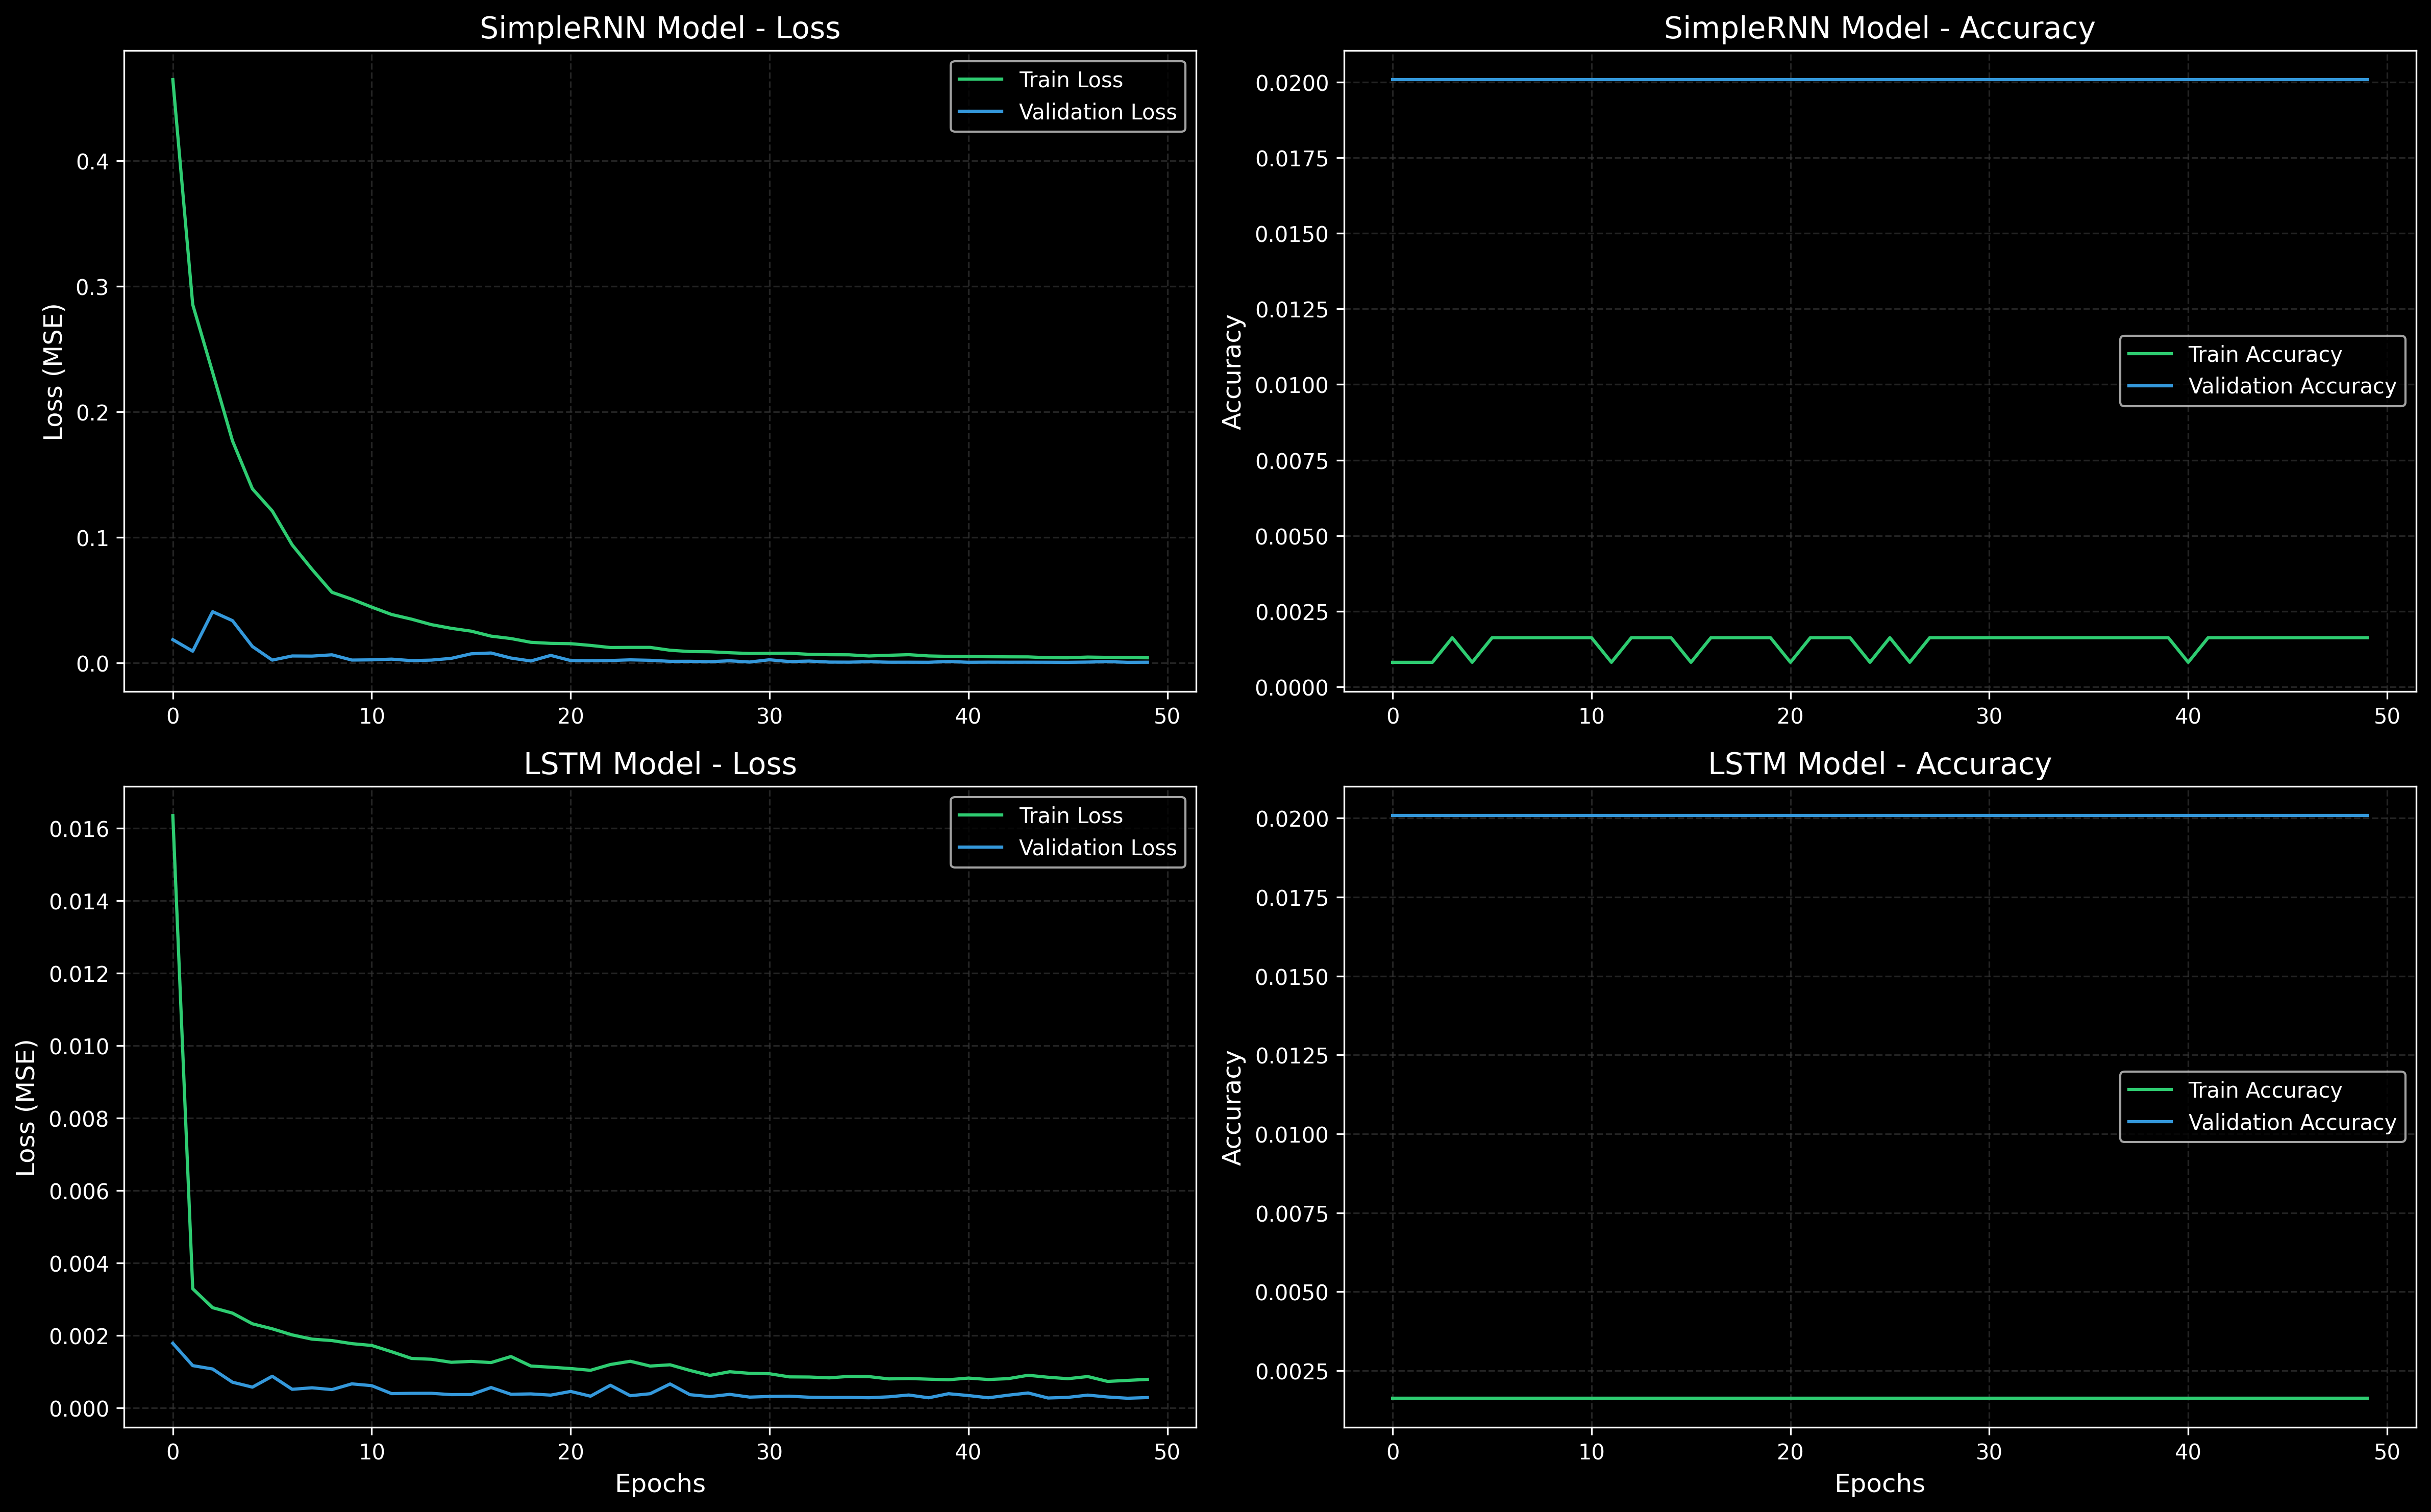 SimpleRNN Model - Loss
Loss (MSE)
0.4
0.3
0.2
0.1
0.0
0 10 20 30 40 50
Train Loss
Validation Loss
SimpleRNN Model - Accuracy
Accuracy
0.0200
0.0175
0.0150
0.0125
0.0100
0.0075
0.0050
0.0025
0.0000
0 10 20 30 40 50
Train Accuracy
Validation Accuracy
LSTM Model - Loss
Loss (MSE)
0.016
0.014
0.012
0.010
0.008
0.006
0.004
0.002
0.000
0 10 20 30 40 50
Epochs
Train Loss
Validation Loss
LSTM Model - Accuracy
Accuracy
0.0200
0.0175
0.0150
0.0125
0.0100
0.0075
0.0050
0.0025
0 10 20 30 40 50
Epochs
Train Accuracy
Validation Accuracy